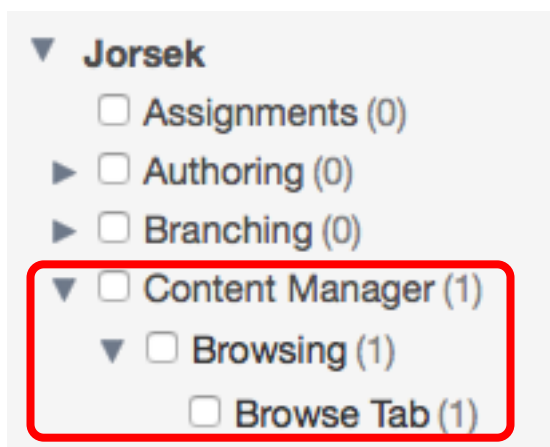 Jorsek
Assignments (0)
Authoring (0)
Branching (0)
Content Manager (1)
Browsing (1)
Browse Tab (1)